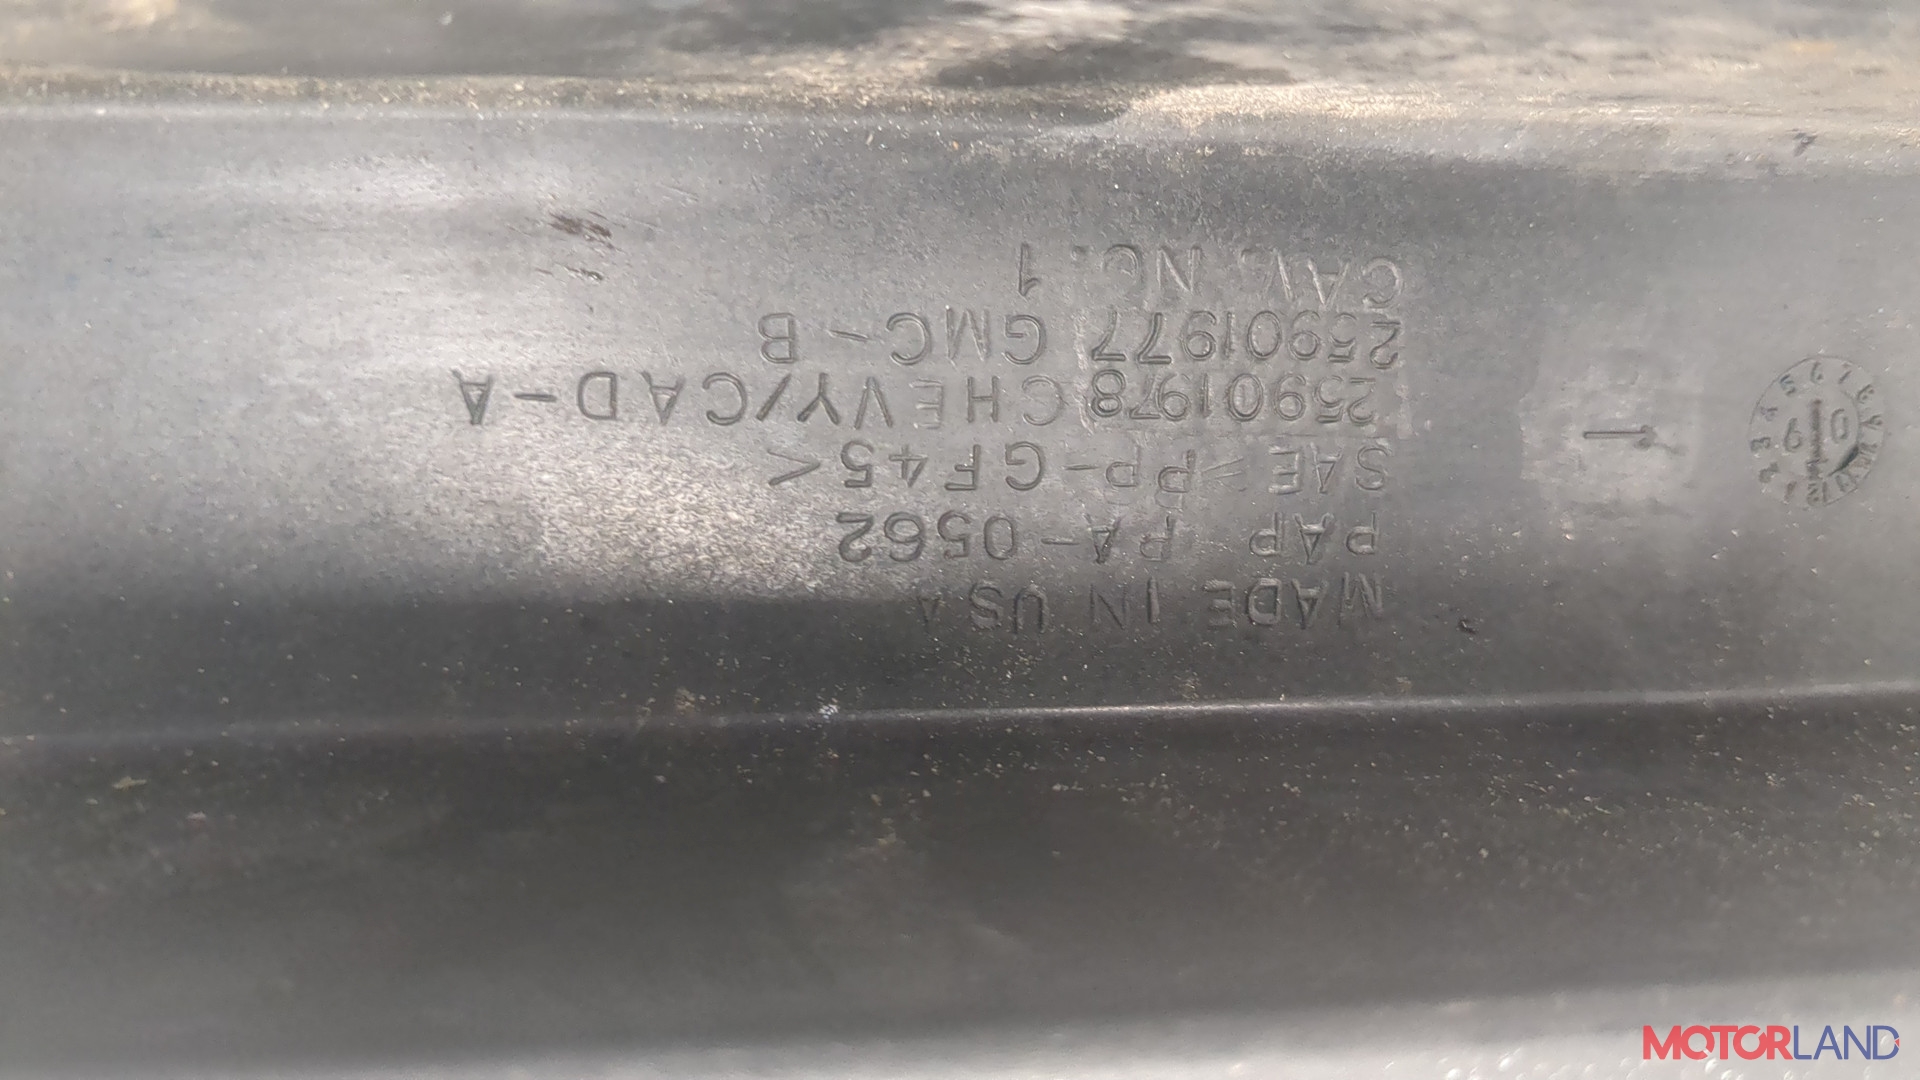 MADE IN USA
PAP PA-0562
SAE >PP-GF45<
25901978 CHEVY/CAD-A
25901977 GMC-B
CAV. NO. 1
MOTORLAND